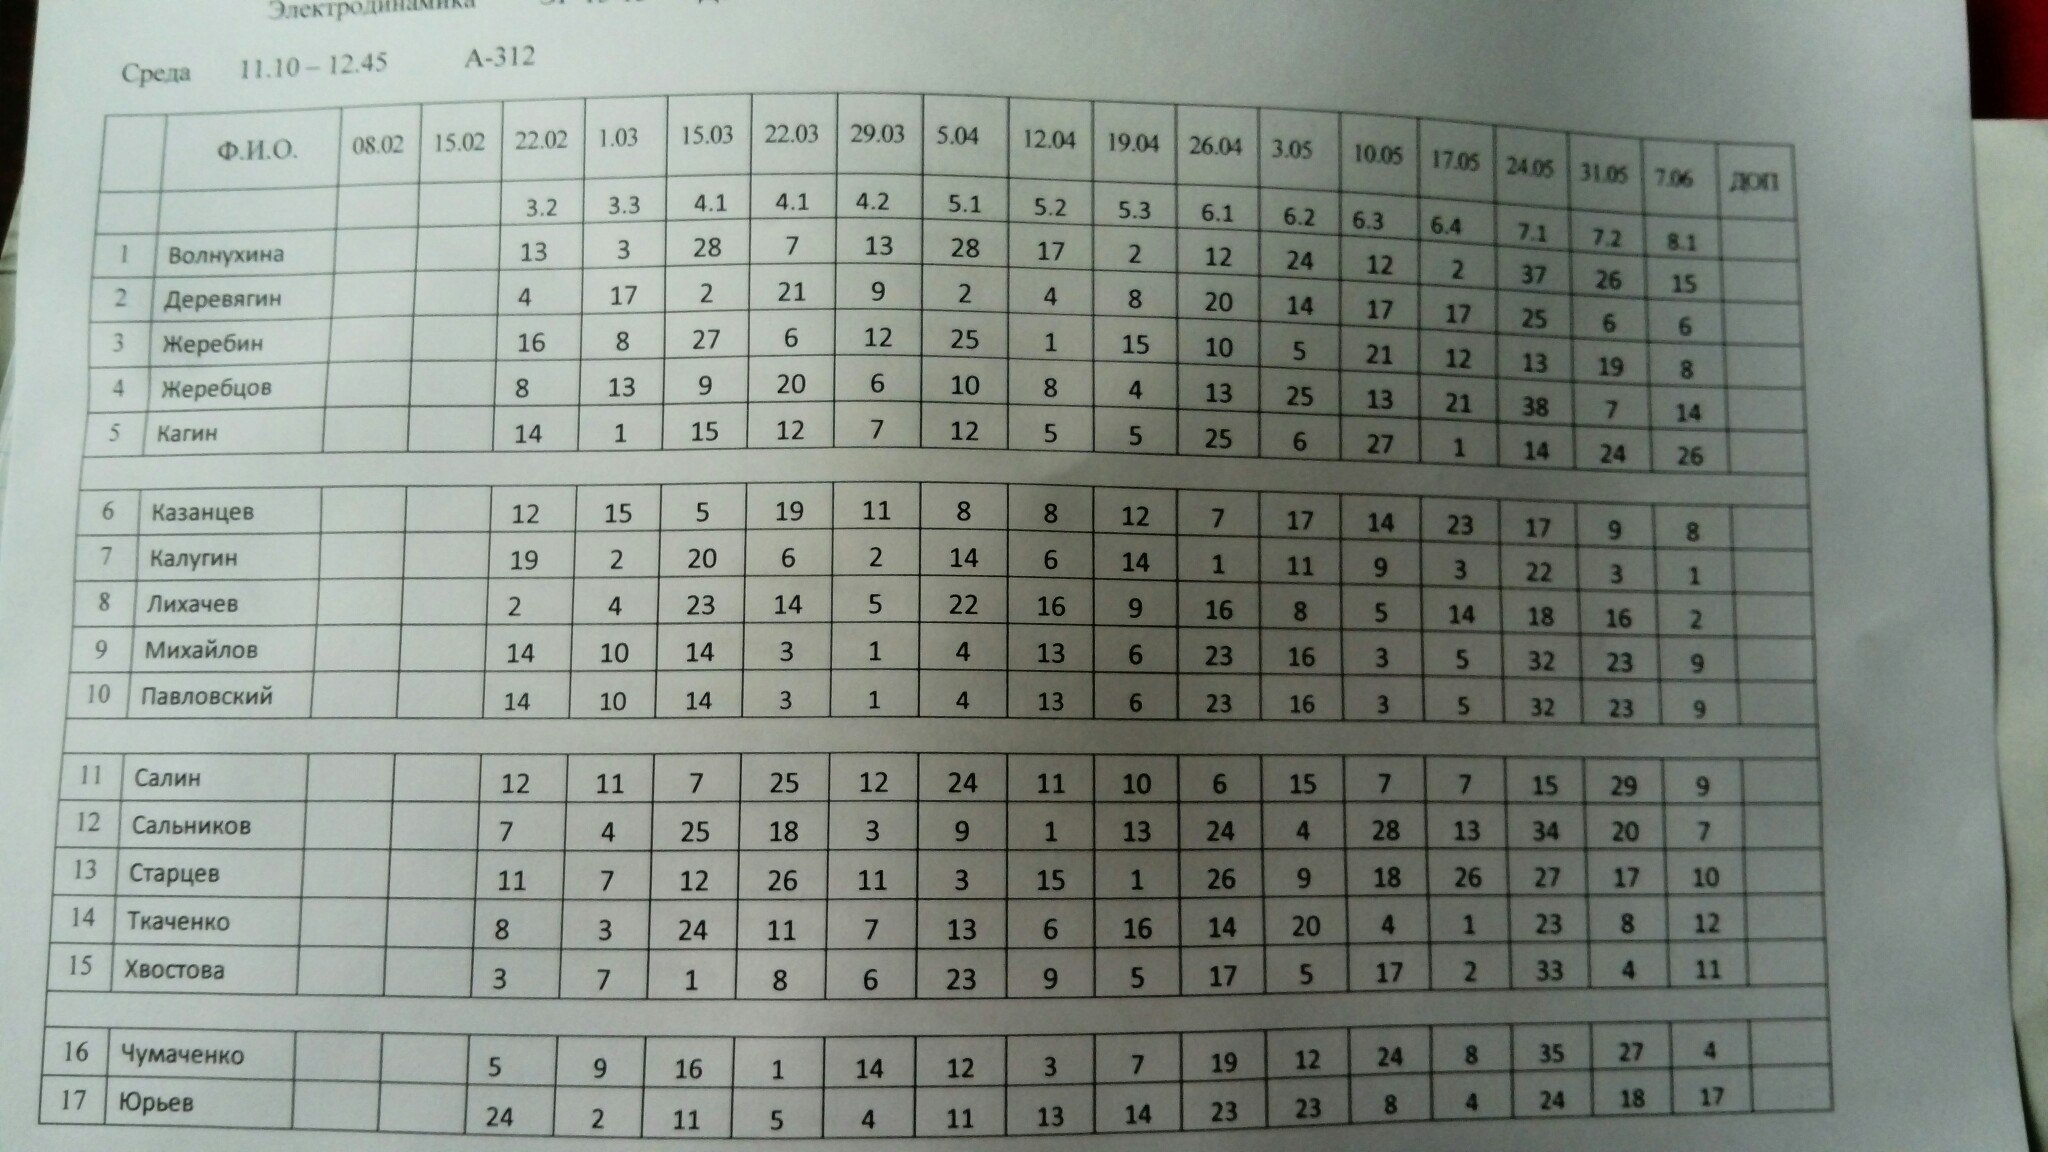 Электродинамика
Среда 11.10 – 12.45 А-312
Ф.И.О. 08.02 15.02 22.02 1.03 15.03 22.03 29.03 5.04 12.04 19.04 26.04 3.05 10.05 17.05 24.05 31.05 7.06 ДОП
3.2 3.3 4.1 4.1 4.2 5.1 5.2 5.3 6.1 6.2 6.3 6.4 7.1 7.2 8.1
1 Волнухина 13 3 28 7 13 28 17 2 12 24 12 2 37 26 15
2 Деревягин 4 17 2 21 9 2 4 8 20 14 17 17 25 6 6
3 Жеребин 16 8 27 6 12 25 1 15 10 5 21 12 13 19 8
4 Жеребцов 8 13 9 20 6 10 8 4 13 25 13 21 38 7 14
5 Кагин 14 1 15 12 7 12 5 5 25 6 27 1 14 24 26
6 Казанцев 12 15 5 19 11 8 8 12 7 17 14 23 17 9 8
7 Калугин 19 2 20 6 2 14 6 14 1 11 9 3 22 3 1
8 Лихачев 2 4 23 14 5 22 16 9 16 8 5 14 18 16 2
9 Михайлов 14 10 14 3 1 4 13 6 23 16 3 5 32 23 9
10 Павловский 14 10 14 3 1 4 13 6 23 16 3 5 32 23 9
11 Салин 12 11 7 25 12 24 11 10 6 15 7 7 15 29 9
12 Сальников 7 4 25 18 3 9 1 13 24 4 28 13 34 20 7
13 Старцев 11 7 12 26 11 3 15 1 26 9 18 26 27 17 10
14 Ткаченко 8 3 24 11 7 13 6 16 14 20 4 1 23 8 12
15 Хвостова 3 7 1 8 6 23 9 5 17 5 17 2 33 4 11
16 Чумаченко 5 9 16 1 14 12 3 7 19 12 24 8 35 27 4
17 Юрьев 24 2 11 5 4 11 13 14 23 23 8 4 24 18 17